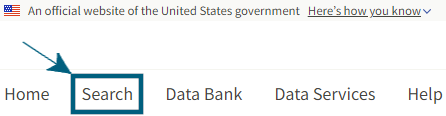 An official website of the United States government Here's how you know
Home Search Data Bank Data Services Help